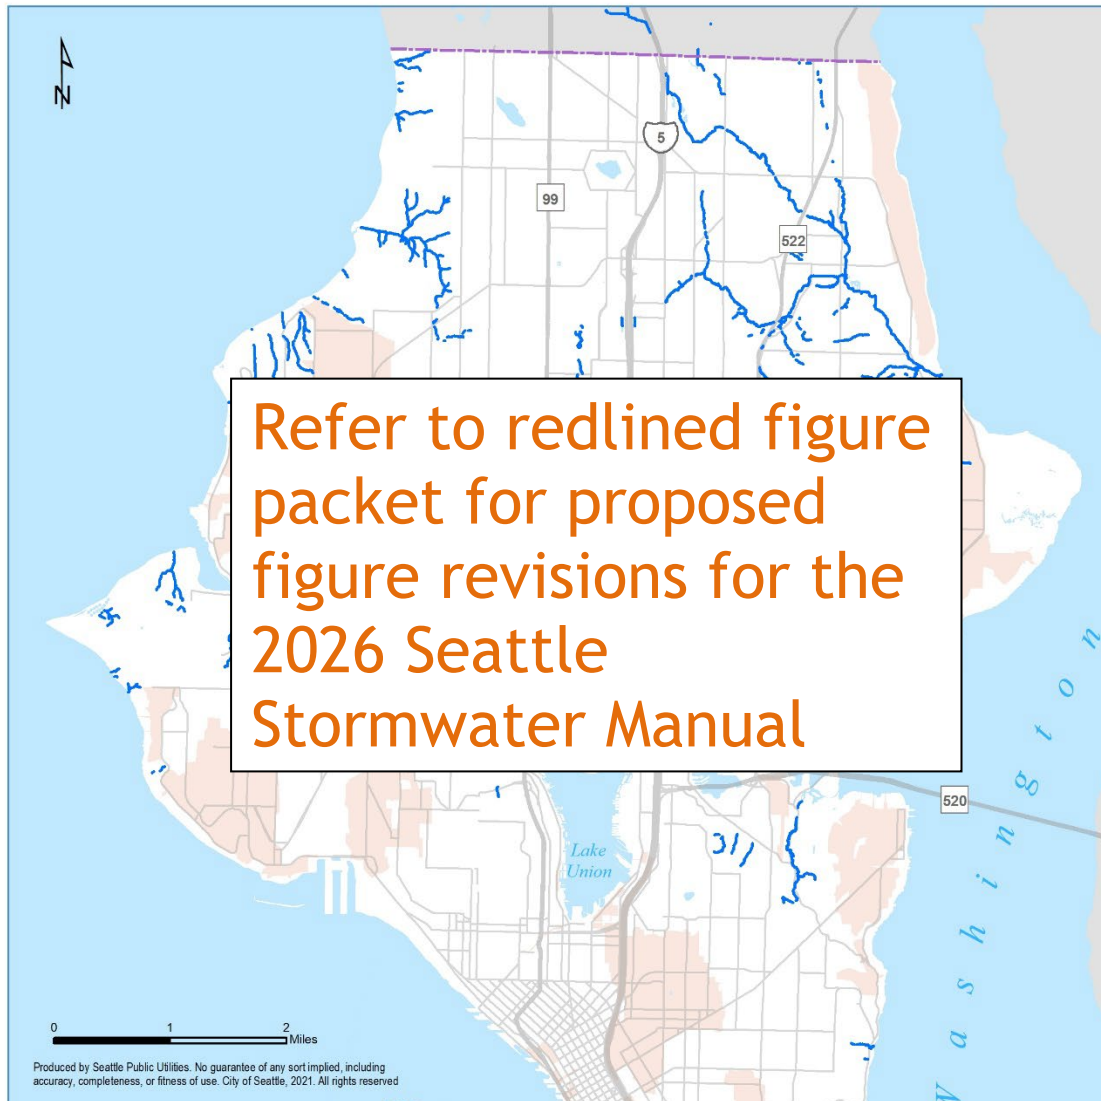 N
5
99
522
Refer to redlined figure
packet for proposed
figure revisions for the
2026 Seattle
Stormwater Manual
520
Lake
Union
Washington
0 1 2
Miles
Produced by Seattle Public Utilities. No guarantee of any sort implied, including
accuracy, completeness, or fitness of use. City of Seattle, 2021. All rights reserved